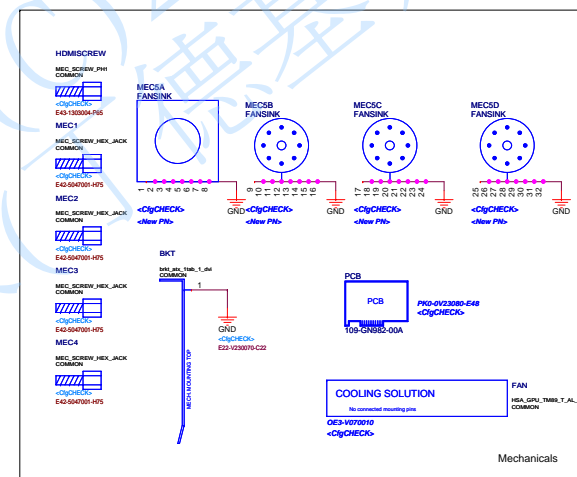 HDMISCREW
MEC_SCREW_PH1
COMMON
<CfgCHECK>
E43-1303004-P65
MEC1
MEC_SCREW_HEX_JACK
COMMON
<CfgCHECK>
E42-5047001-H75
MEC2
MEC_SCREW_HEX_JACK
COMMON
<CfgCHECK>
E42-5047001-H75
MEC3
MEC_SCREW_HEX_JACK
COMMON
<CfgCHECK>
E42-5047001-H75
MEC4
MEC_SCREW_HEX_JACK
COMMON
<CfgCHECK>
E42-5047001-H75
MEC5A
FANSINK
1 2 3 4 5 6 7 8
GND
<CfgCHECK>
<New PN>
MEC5B
FANSINK
9 10 11 12 13 14 15 16
GND
<CfgCHECK>
<New PN>
MEC5C
FANSINK
17 18 19 20 21 22 23 24
GND
<CfgCHECK>
<New PN>
MEC5D
FANSINK
25 26 27 28 29 30 31 32
GND
<CfgCHECK>
<New PN>
BKT
brkt_atx_1tab_1_dvi
COMMON
1
GND
<CfgCHECK>
E22-V230070-C22
MECH.MOUNTING TOP
PCB
PCB
109-GN982-00A
PK0-0V23080-E48
<CfgCHECK>
COOLING SOLUTION
No connected mounting pins
OE3-V070010
<CfgCHECK>
FAN
HSA_GPU_TM89_T_AL_
COMMON
Mechanicals